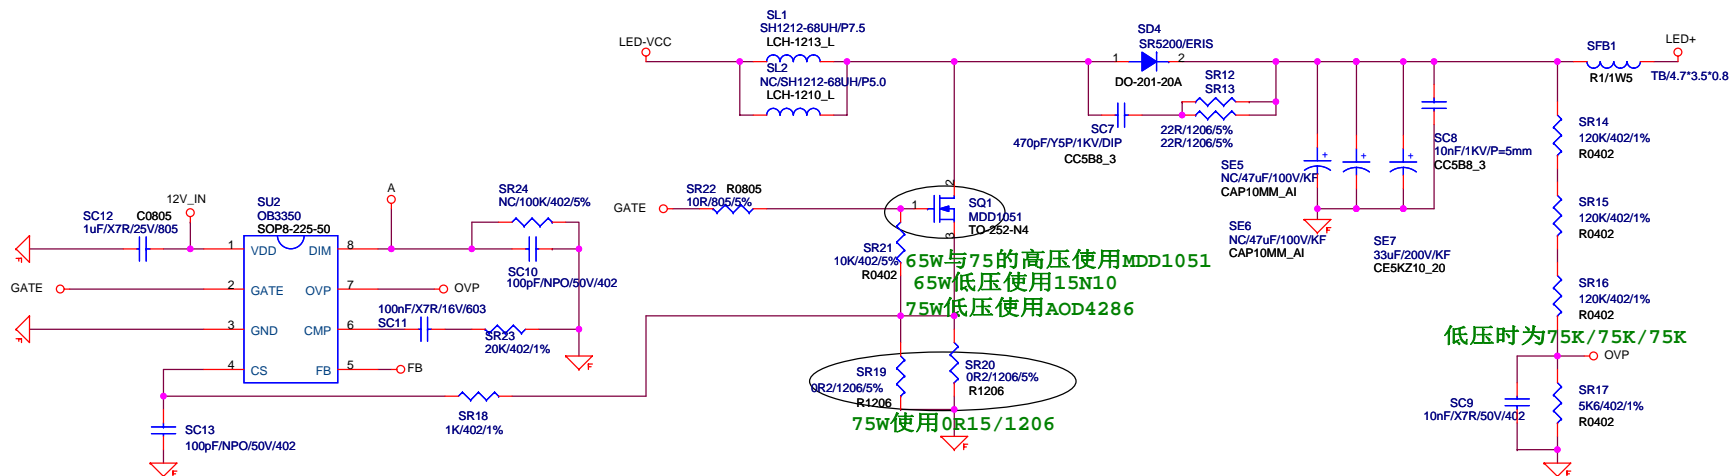 SL1
SH1212-68UH/P7.5
LCH-1213_L
SL2
NC/SH1212-68UH/P5.0
LCH-1210_L
LED-VCC
SD4
SR5200/ERIS
1
2
DO-201-20A
SR12
SR13
22R/1206/5%
22R/1206/5%
SC7
470pF/Y5P/1KV/DIP
CC5B8_3
SFB1
R1/1W5
LED+
TB/4.7*3.5*0.8
SE5
NC/47uF/100V/KF
CAP10MM_AI
SE6
NC/47uF/100V/KF
CAP10MM_AI
SE7
33uF/200V/KF
CE5KZ10_20
SC8
10nF/1KV/P=5mm
CC5B8_3
SR14
120K/402/1%
R0402
SR15
120K/402/1%
R0402
SR16
120K/402/1%
R0402
低压时为75K/75K/75K
OVP
SR17
5K6/402/1%
R0402
SC9
10nF/X7R/50V/402
GATE
SR22
R0805
10R/805/5%
1
2
3
SQ1
MDD1051
TO-252-N4
SR21
10K/402/5%
R0402
65W与75的高压使用MDD1051
65W低压使用15N10
75W低压使用AOD4286
SR19
0R2/1206/5%
R1206
SR20
0R2/1206/5%
R1206
75W使用0R15/1206
12V_IN
A
SC12
C0805
1uF/X7R/25V/805
SU2
OB3350
SOP8-225-50
1
VDD
DIM
8
GATE
2
GATE
OVP
7
OVP
3
GND
CMP
6
4
CS
FB
5
FB
SR24
NC/100K/402/5%
SC10
100pF/NPO/50V/402
100nF/X7R/16V/603
SC11
SR23
20K/402/1%
SR18
1K/402/1%
SC13
100pF/NPO/50V/402
F
F
F
F
F
F
F